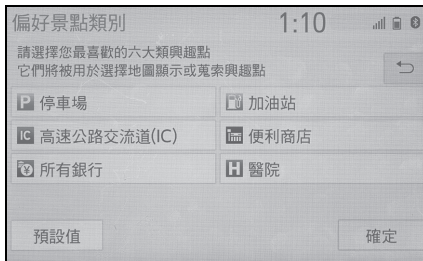 偏好景點類別 1:10
請選擇您最喜歡的六大類興趣點
它們將被用於選擇地圖顯示或蒐索興趣點
P 停車場 加油站
IC 高速公路交流道(IC) 便利商店
¥ 所有銀行 H 醫院
預設值 確定